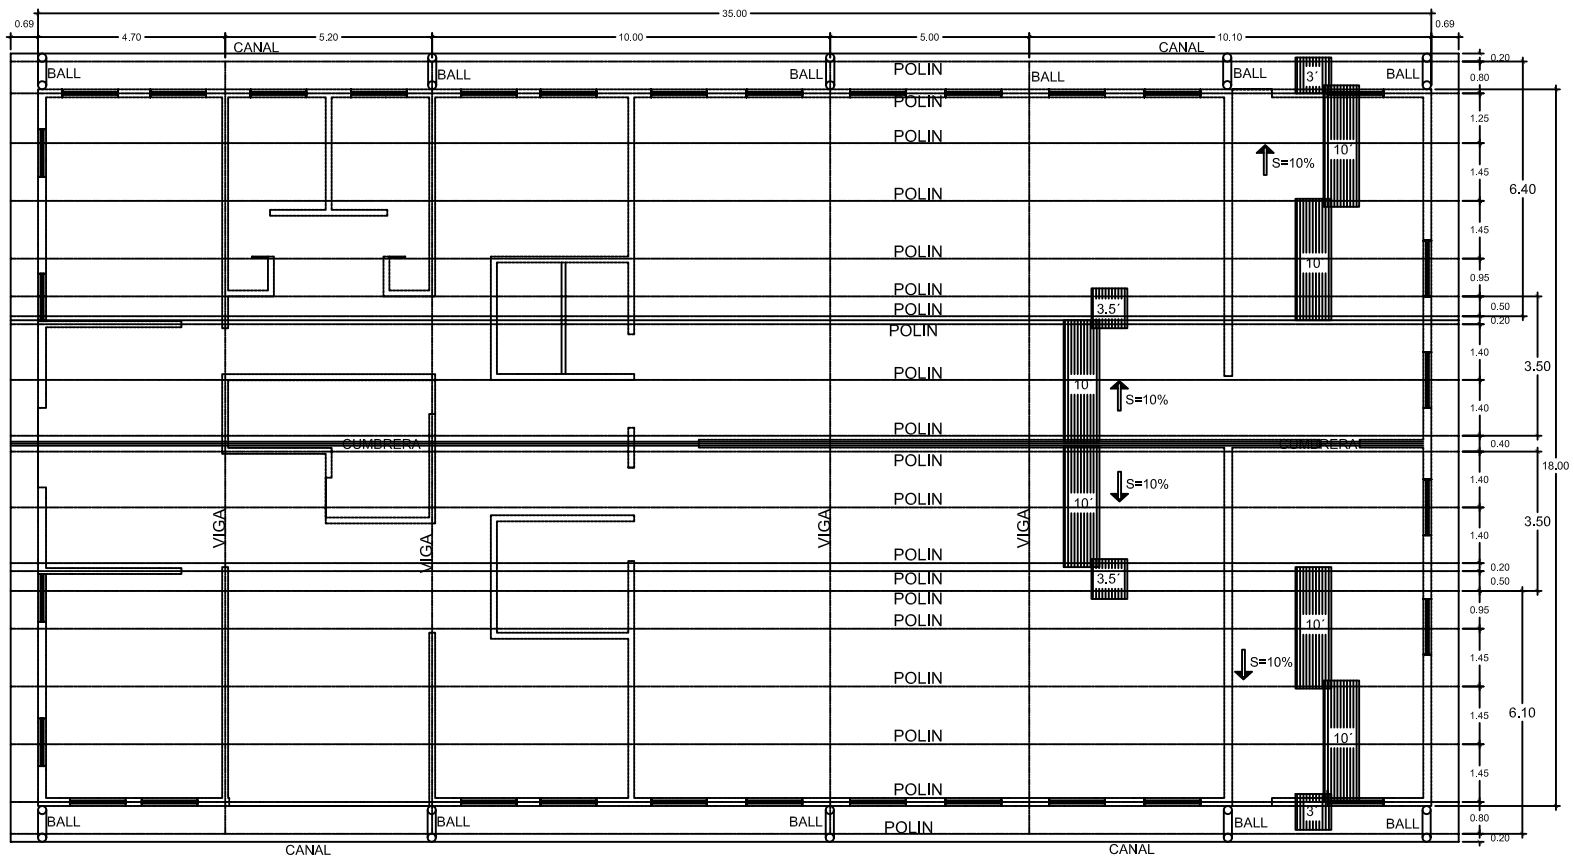 35.00
0.69
0.69
4.70
5.20
10.00
5.00
10.10
CANAL
CANAL
0.20
BALL
BALL
BALL
POLIN
BALL
BALL
3´
BALL
0.80
POLIN
1.25
POLIN
10´
S=10%
1.45
6.40
POLIN
1.45
POLIN
10
0.95
POLIN
POLIN
3.5´
0.50
0.20
POLIN
1.40
3.50
POLIN
10
S=10%
1.40
POLIN
CUMBRERA
CUMBRERA
0.40
POLIN
18.00
1.40
S=10%
POLIN
10´
VIGA
VIGA
VIGA
VIGA
3.50
1.40
POLIN
0.20
POLIN
3.5´
0.50
POLIN
0.95
POLIN
10´
S=10%
1.45
POLIN
6.10
1.45
POLIN
10´
1.45
POLIN
3´
0.80
BALL
BALL
BALL
POLIN
BALL
BALL
0.20
CANAL
CANAL